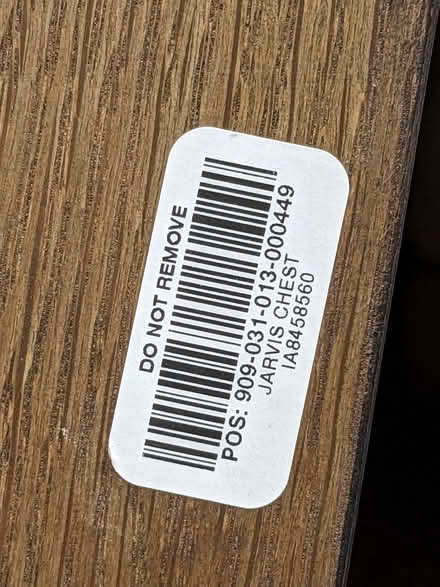 DO NOT REMOVE
POS: 909-031-013-000449
JARVIS CHEST
IA8458560